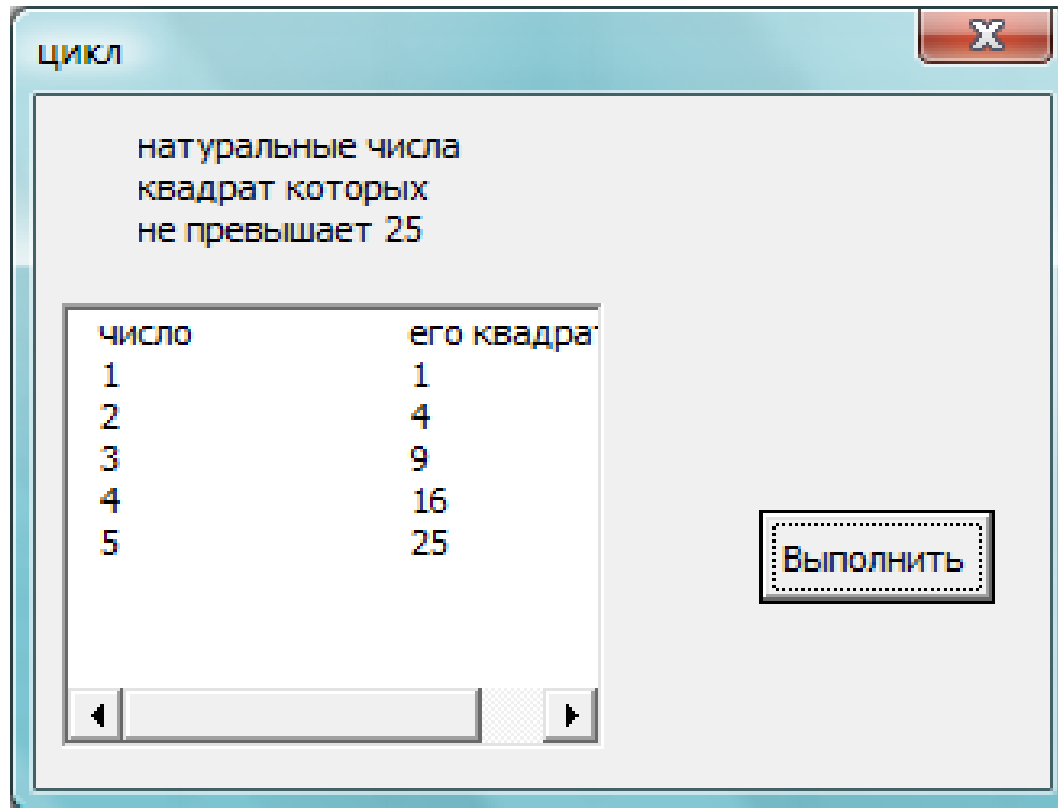 цикл
натуральные числа
квадрат которых
не превышает 25
число его квадрат
1 1
2 4
3 9
4 16
5 25
Выполнить